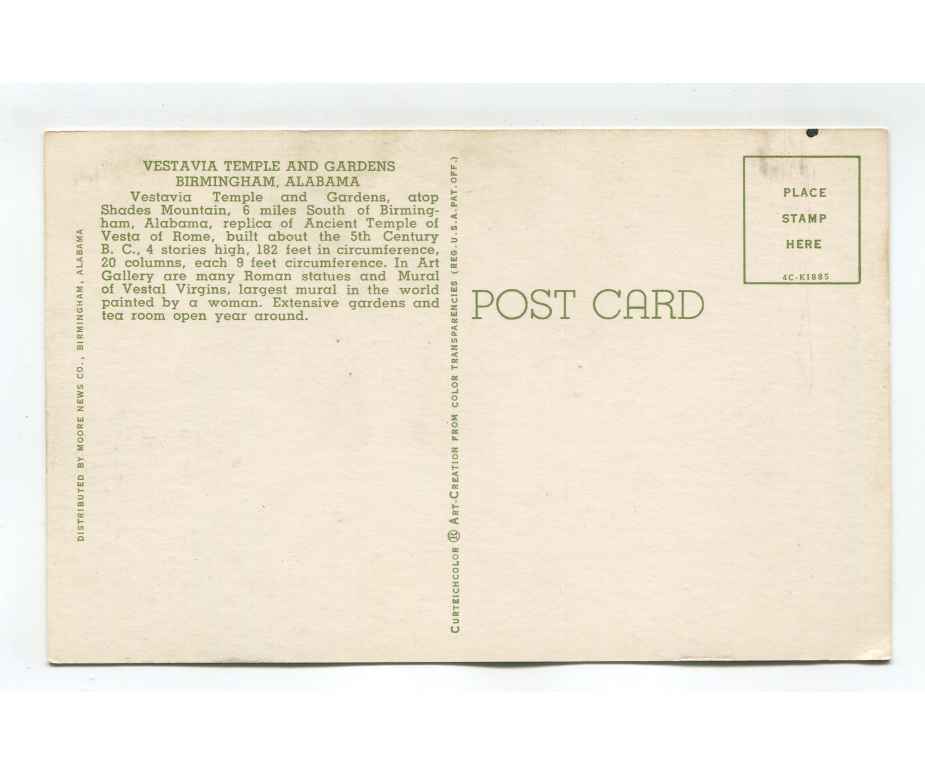 VESTAVIA TEMPLE AND GARDENS
BIRMINGHAM, ALABAMA
Vestavia Temple and Gardens, atop
Shades Mountain, 6 miles South of Birming-
ham, Alabama, replica of Ancient Temple of
Vesta of Rome, built about the 5th Century
B. C., 4 stories high, 182 feet in circumference,
20 columns, each 9 feet circumference. In Art
Gallery are many Roman statues and Mural
of Vestal Virgins, largest mural in the world
painted by a woman. Extensive gardens and
tea room open year around.
DISTRIBUTED BY MOORE NEWS CO., BIRMINGHAM, ALABAMA
CURTEICHCOLOR ® ART-CREATION FROM COLOR TRANSPARENCIES (REG. U.S.A. PAT. OFF.)
POST CARD
PLACE
STAMP
HERE
4C-K1885